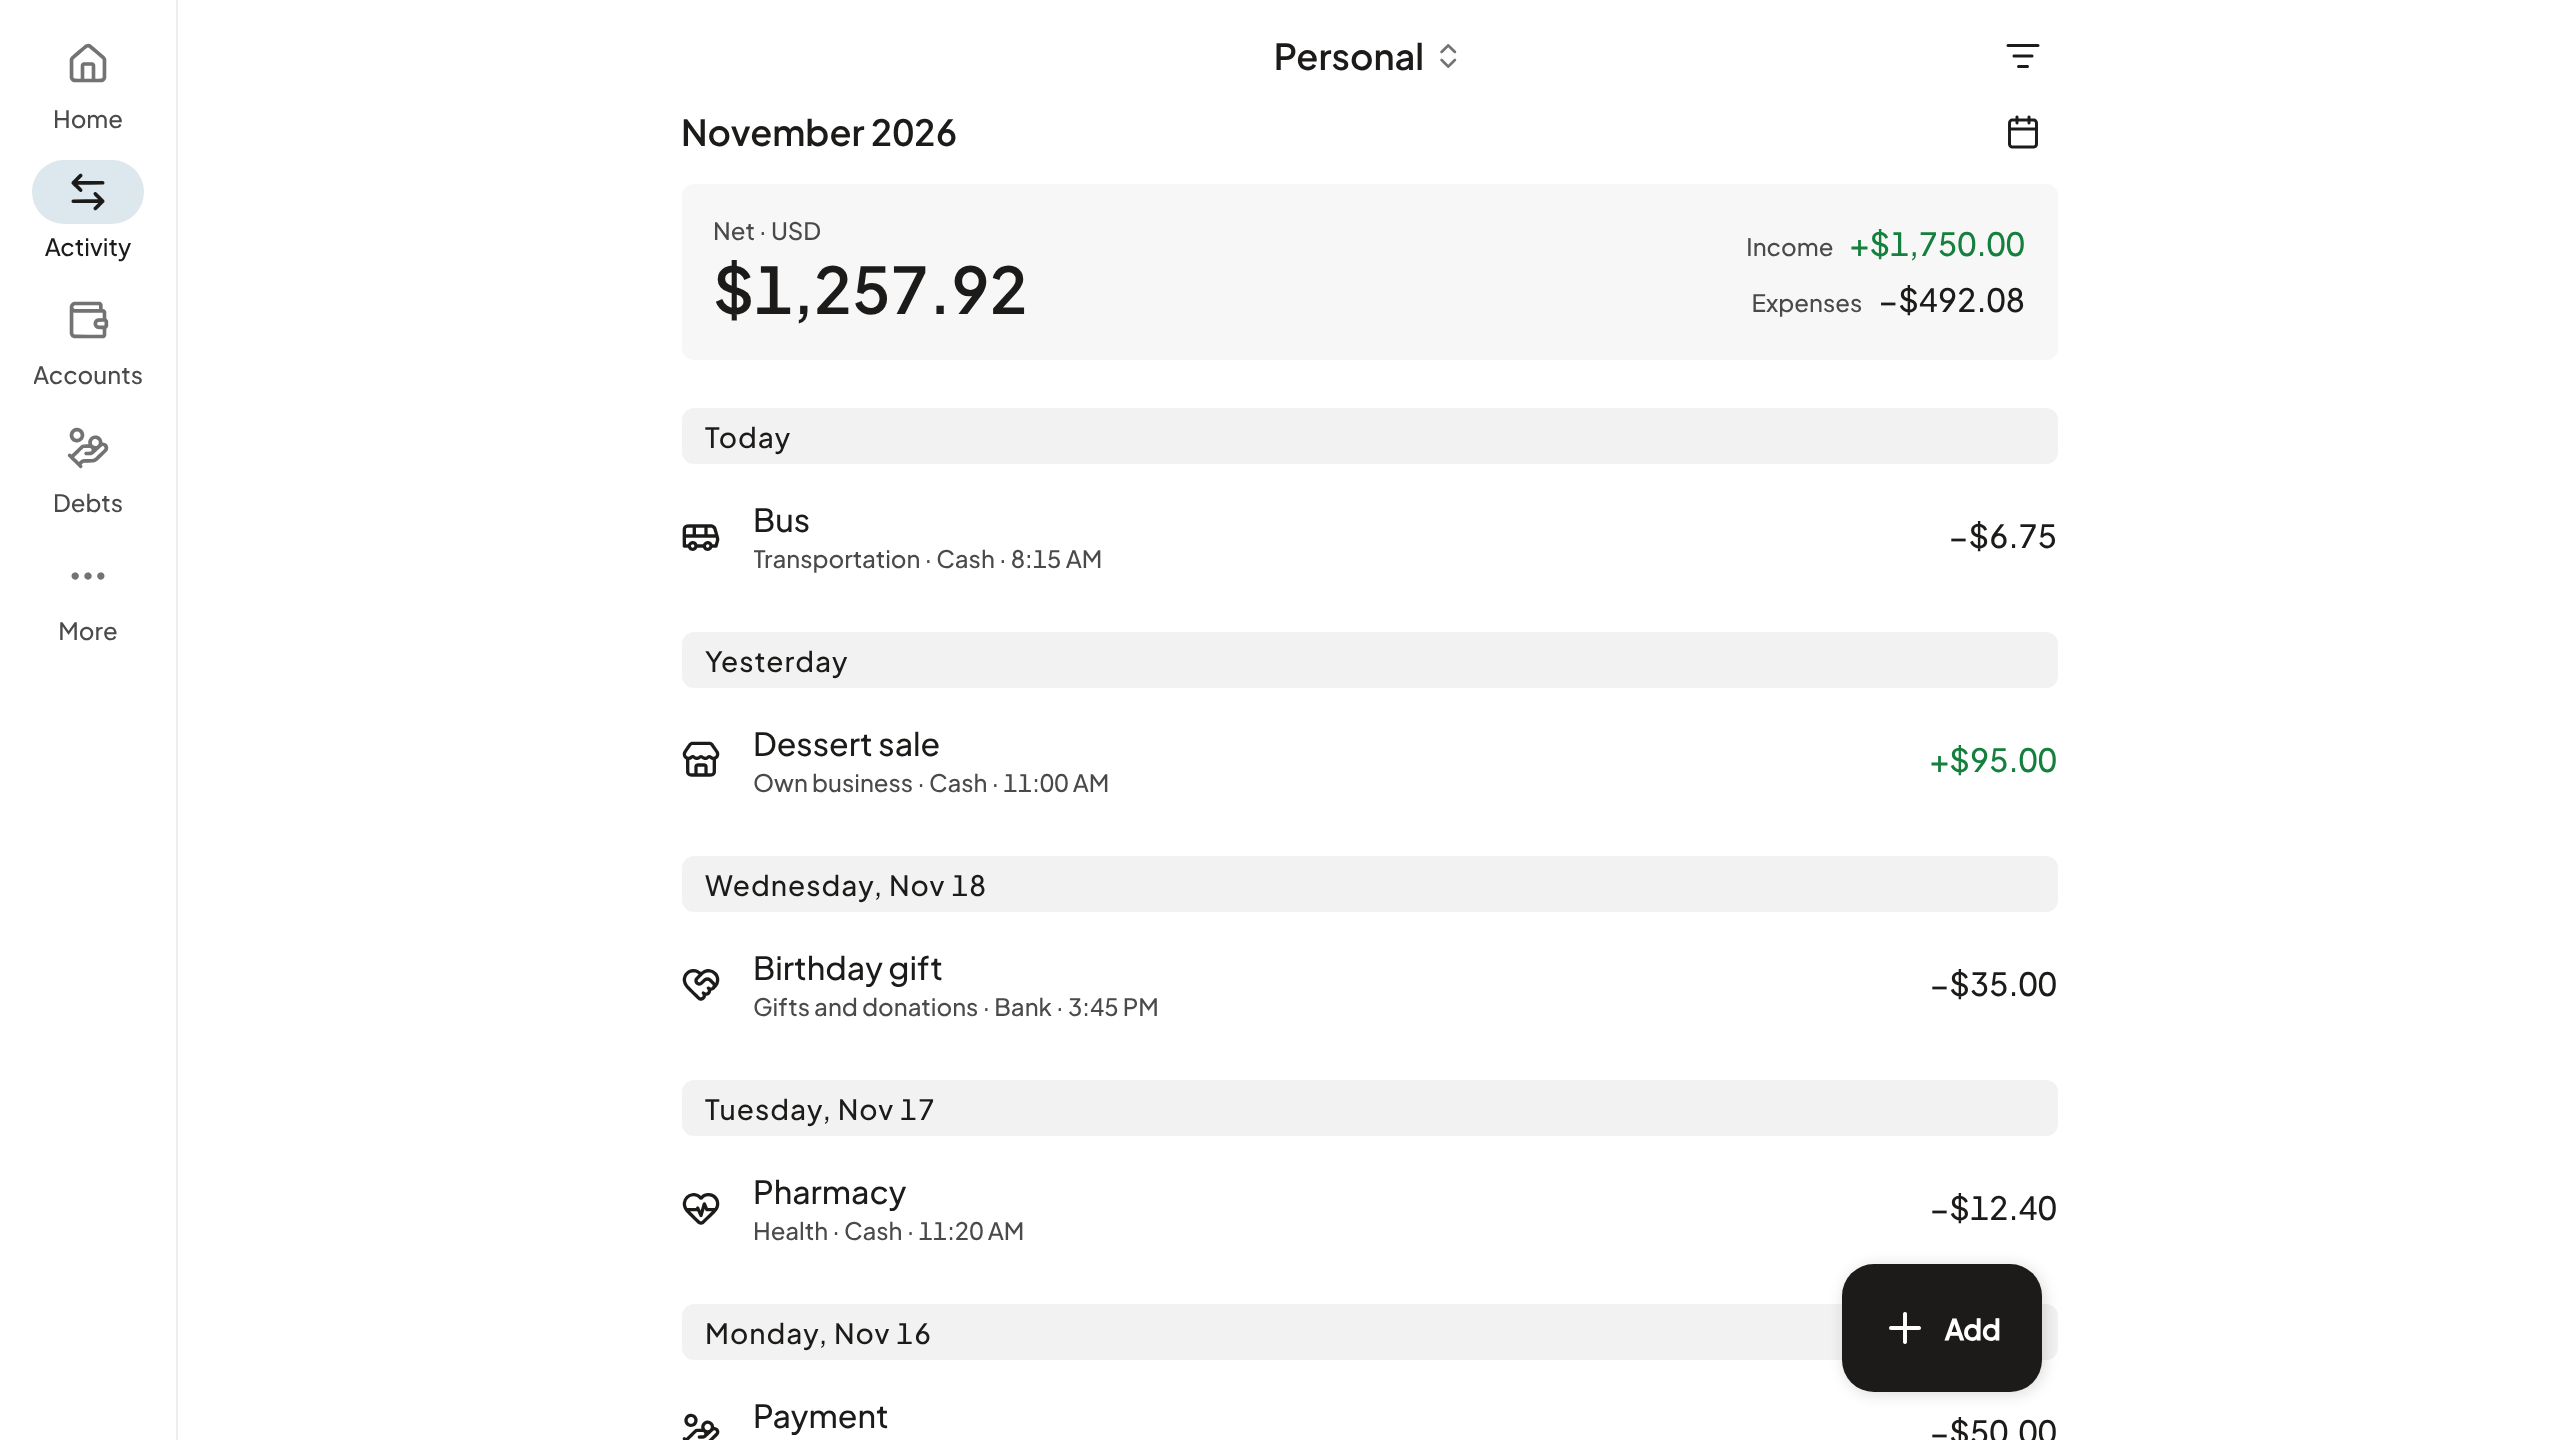 Home
Activity
Accounts
Debts
More
Personal
November 2026
Net · USD
$1,257.92
Income +$1,750.00
Expenses –$492.08
Today
Bus
Transportation · Cash · 8:15 AM
–$6.75
Yesterday
Dessert sale
Own business · Cash · 11:00 AM
+$95.00
Wednesday, Nov 18
Birthday gift
Gifts and donations · Bank · 3:45 PM
–$35.00
Tuesday, Nov 17
Pharmacy
Health · Cash · 11:20 AM
–$12.40
Monday, Nov 16
Add
Payment
–$50.00